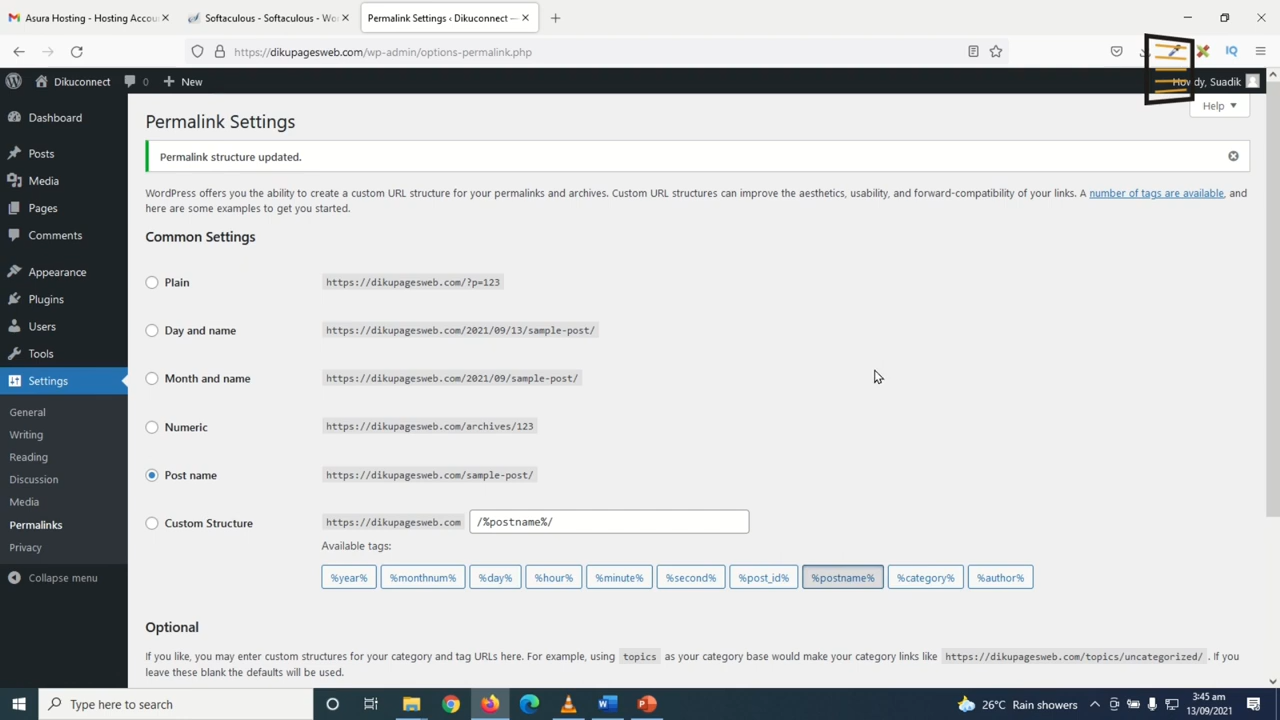 Asura Hosting - Hosting Accou
Softaculous - Softaculous - Wo
Permalink Settings ‹ Dikuconnect —
https://dikupagesweb.com/wp-admin/options-permalink.php
IQ
Dikuconnect
0
New
Howdy, Suadik
Help
Dashboard
Posts
Media
Pages
Comments
Appearance
Plugins
Users
Tools
Settings
General
Writing
Reading
Discussion
Media
Permalinks
Privacy
Collapse menu
Permalink Settings
Permalink structure updated.
WordPress offers you the ability to create a custom URL structure for your permalinks and archives. Custom URL structures can improve the aesthetics, usability, and forward-compatibility of your links. A number of tags are available, and
here are some examples to get you started.
Common Settings
Plain https://dikupagesweb.com/?p=123
Day and name https://dikupagesweb.com/2021/09/13/sample-post/
Month and name https://dikupagesweb.com/2021/09/sample-post/
Numeric https://dikupagesweb.com/archives/123
Post name https://dikupagesweb.com/sample-post/
Custom Structure https://dikupagesweb.com /%postname%/
Available tags:
%year% %monthnum% %day% %hour% %minute% %second% %post_id% %postname% %category% %author%
Optional
If you like, you may enter custom structures for your category and tag URLs here. For example, using topics as your category base would make your category links like https://dikupagesweb.com/topics/uncategorized/ . If you
leave these blank the defaults will be used.
Type here to search
26°C Rain showers
3:45 am
13/09/2021